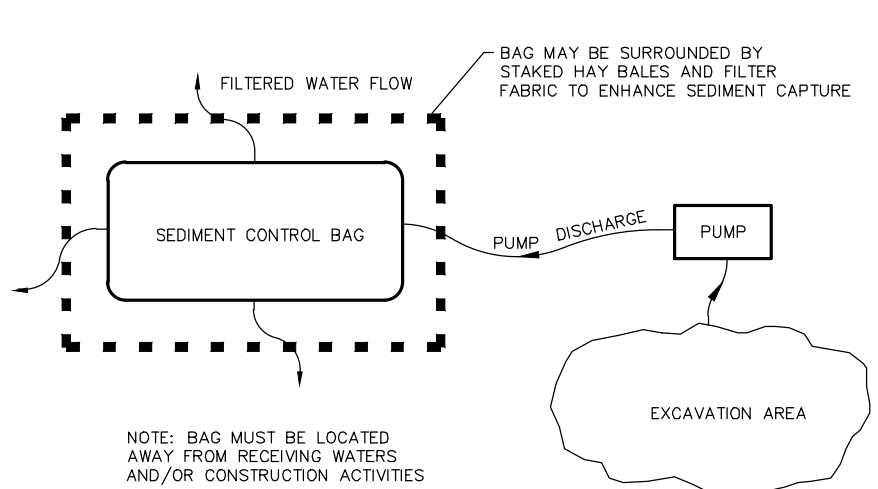 BAG MAY BE SURROUNDED BY
STAKED HAY BALES AND FILTER
FABRIC TO ENHANCE SEDIMENT CAPTURE
FILTERED WATER FLOW
SEDIMENT CONTROL BAG
PUMP DISCHARGE
PUMP
EXCAVATION AREA
NOTE: BAG MUST BE LOCATED
AWAY FROM RECEIVING WATERS
AND/OR CONSTRUCTION ACTIVITIES